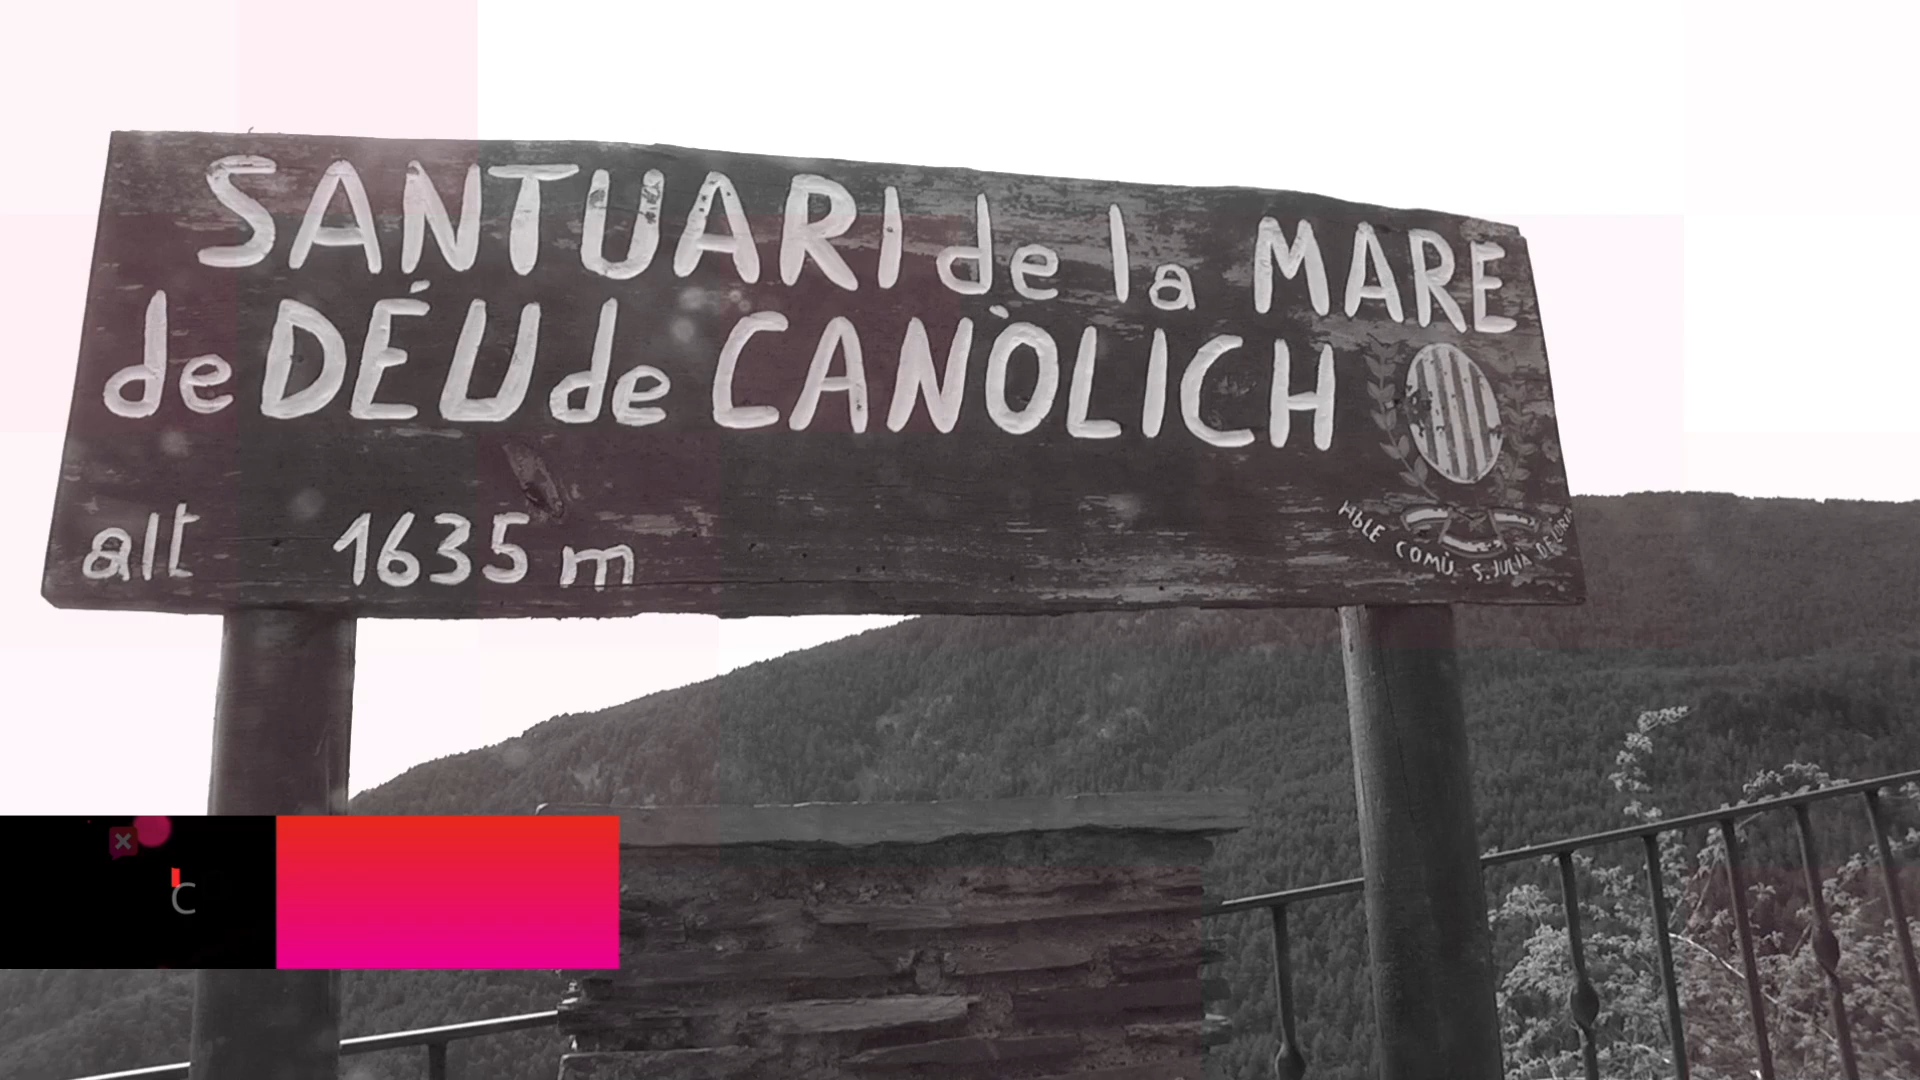 SANTUARI de la MARE
de DÉU de CANÒLICH
alt 1635 m
HbLE COMÚ S. JULIÀ DE LÒRIA
C